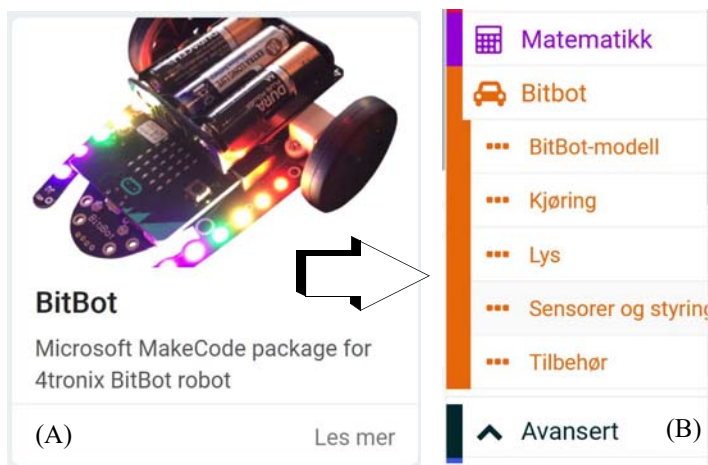 BitBot
Microsoft MakeCode package for
4tronix BitBot robot
(A)
Les mer
Matematikk
Bitbot
BitBot-modell
Kjøring
Lys
Sensorer og styring
Tilbehør
Avansert
(B)